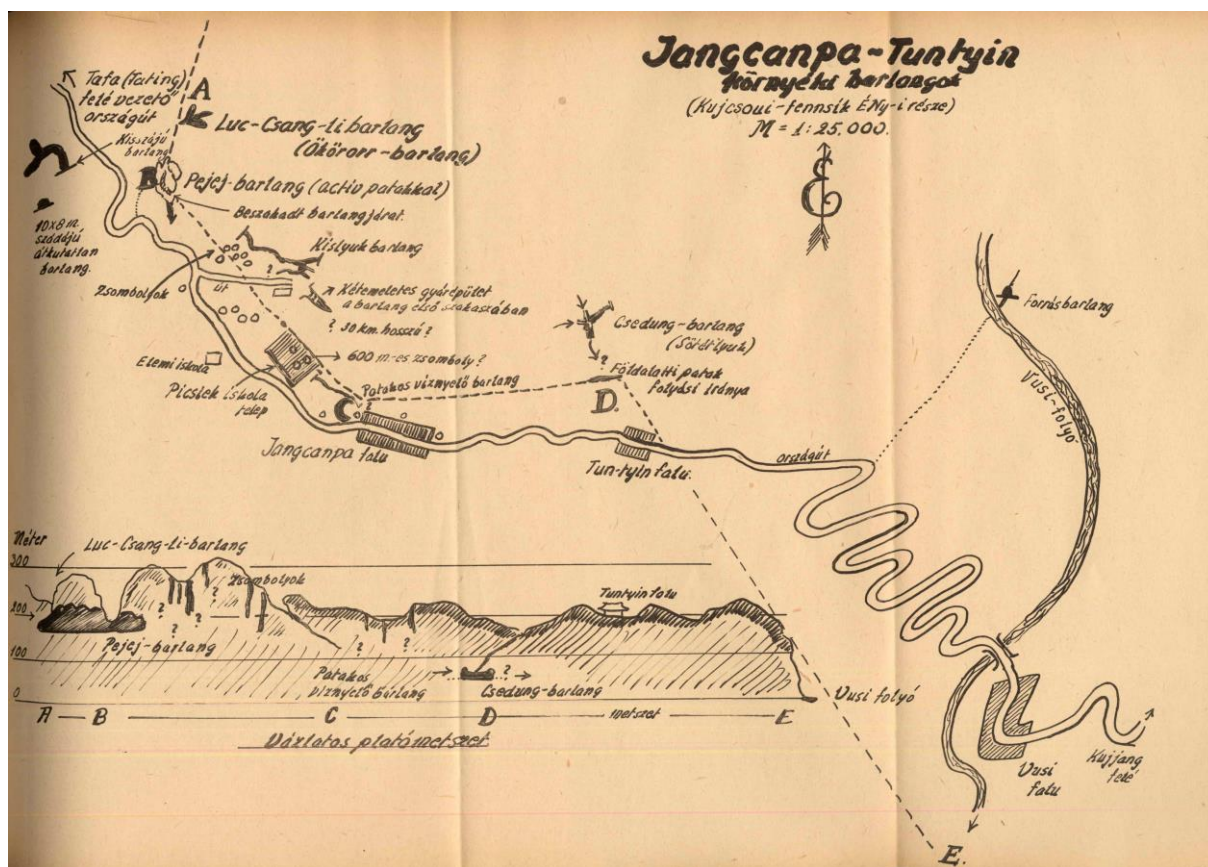 Jangcanpa-Tuntyin
környéki barlangok
(Kujcsoui-fennsík ÉNy-i része)
M = 1:25.000.
É
Tafa (Tating)
felé vezető
országút
A
Luc-Csang-li barlang
(Ökörorr-barlang)
Kisszájú
barlang
B
Pejej-barlang (activ patakkal)
Beszakadt barlangjárat.
10x8 m.
szádájú
átkutatlan
barlang.
Kislyuk barlang
Zsombolyok
út
?
Kétemeletes gyárépület
a barlang első szakaszában
? 30 km. hosszú ?
Elemi iskola
600 m-es zsomboly ?
Picsiek iskola
telep
Patakos víznyelő barlang
?
Jangcanpa falu
Csedung-barlang
(Sötétlyuk)
?
Földalatti patak
folyási iránya
D.
Tun-tyin falu.
országút
Forrásbarlang
Vusi-folyó
Méter
300
200
100
0
Luc-Csang-li-barlang
Zsombolyok
Tuntyin falu
? ? ? ? ? ?
Pejej-barlang
Patakos
víznyelő barlang
?
Csedung-barlang
Vusi folyó
A B C D metszet E
Vázlatos plató metszet
Vusi
falu
Kujjang
felé
E.